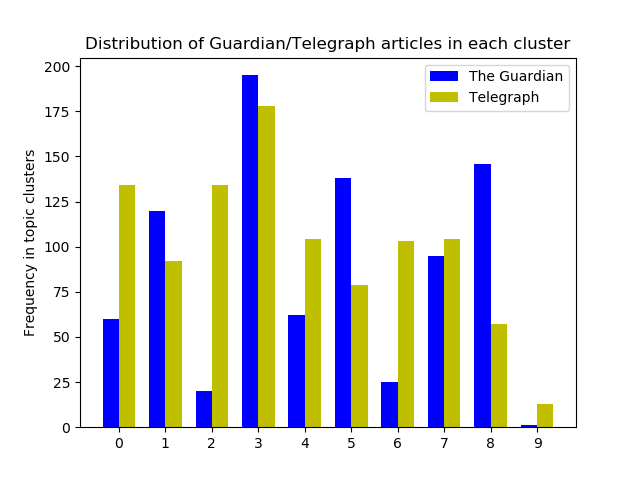 Distribution of Guardian/Telegraph articles in each cluster
The Guardian
Telegraph
Frequency in topic clusters
200
175
150
125
100
75
50
25
0
0 1 2 3 4 5 6 7 8 9